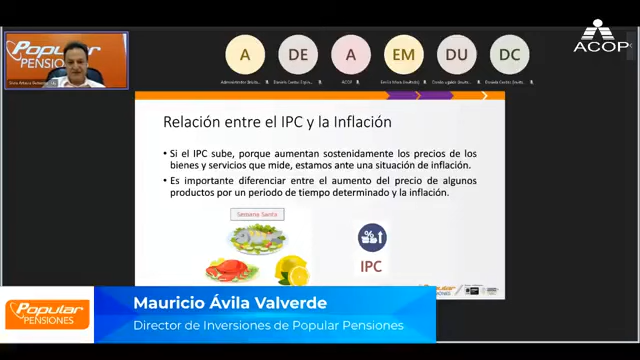 Popular
PENSIONES
A
DE
A
EM
DU
DC
ACOP
ACOP
Relación entre el IPC y la Inflación
• Si el IPC sube, porque aumentan sostenidamente los precios de los
bienes y servicios que mide, estamos ante una situación de inflación.
• Es importante diferenciar entre el aumento del precio de algunos
productos por un periodo de tiempo determinado y la inflación.
Semana Santa
%
IPC
Popular
PENSIONES
Mauricio Ávila Valverde
Director de Inversiones de Popular Pensiones